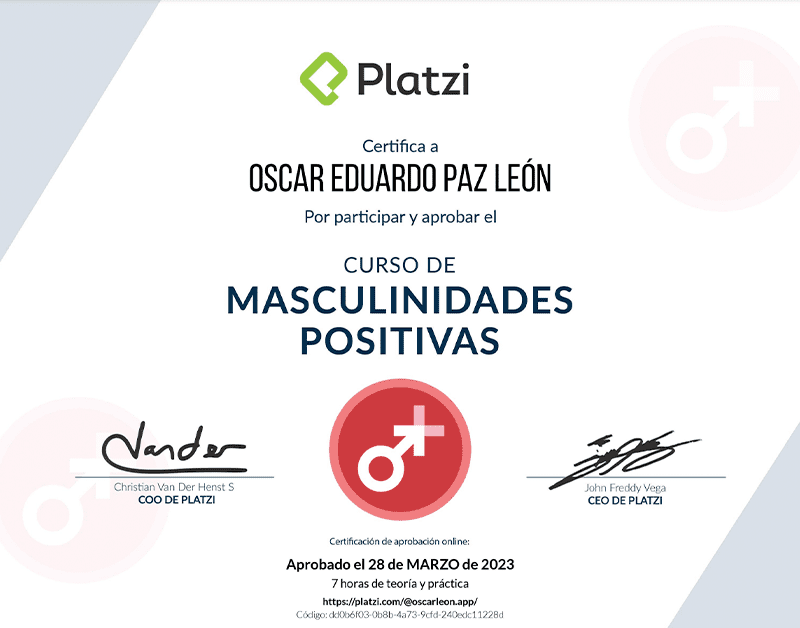 Platzi
Certifica a
OSCAR EDUARDO PAZ LEÓN
Por participar y aprobar el
CURSO DE
MASCULINIDADES
POSITIVAS
Vander
Christian Van Der Henst S
COO DE PLATZI
John Freddy Vega
CEO DE PLATZI
Certificación de aprobación online:
Aprobado el 28 de MARZO de 2023
7 horas de teoría y práctica
https://platzi.com/@oscarleon.app/
Código: dd0b6f03-0b8b-4a73-9cfd-240edc11228d